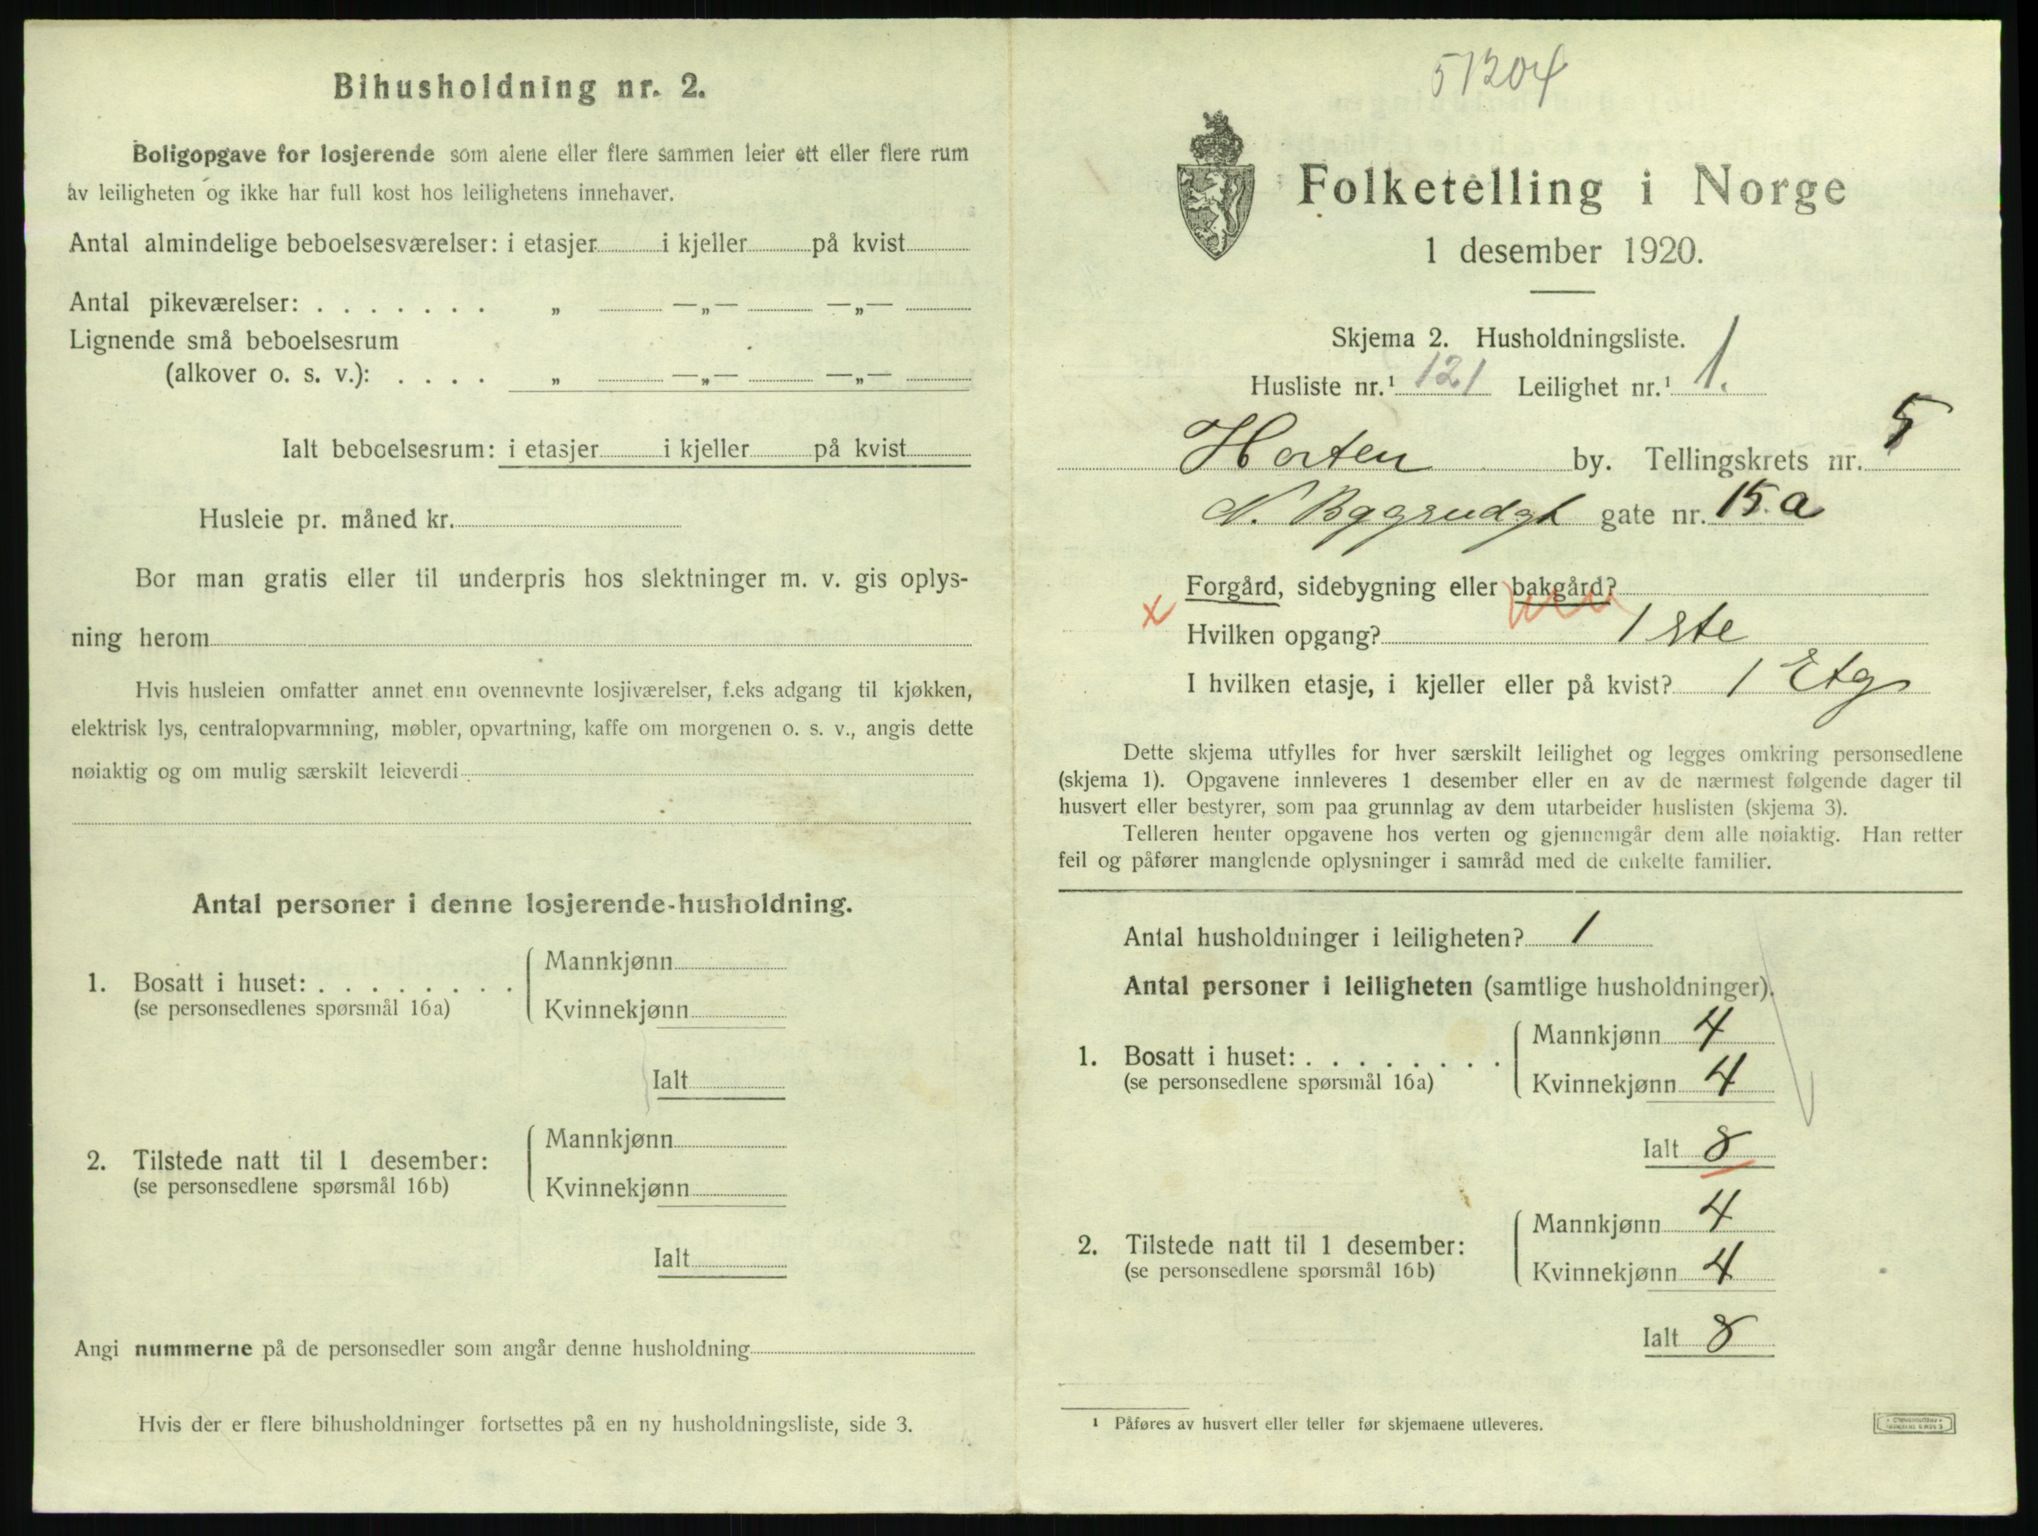 Bihusholdning nr. 2.
Boligopgave for losjerende som alene eller flere sammen leier ett eller flere rum
av leiligheten og ikke har full kost hos leilighetens innehaver.
Antal almindelige beboelsesværelser: i etasjer i kjeller på kvist
Antal pikeværelser: . . . . . . . „ —„— —„—
Lignende små beboelsesrum
(alkover o. s. v.): . . . . „ —„— —„—
Ialt beboelsesrum: i etasjer i kjeller på kvist
Husleie pr. måned kr.
Bor man gratis eller til underpris hos slektninger m. v. gis oplys-
ning herom
Hvis husleien omfatter annet enn ovennevnte losjiværelser, f.eks adgang til kjøkken,
elektrisk lys, centralopvarmning, møbler, opvartning, kaffe om morgenen o. s. v., angis dette
nøiaktig og om mulig særskilt leieverdi
Antal personer i denne losjerende-husholdning.
1. Bosatt i huset: . . . . . . . .
(se personsedlenes spørsmål 16a)
Mannkjønn
Kvinnekjønn
Ialt
2. Tilstede natt til 1 desember:
(se personsedlene spørsmål 16b)
Mannkjønn
Kvinnekjønn
Ialt
Angi nummerne på de personsedler som angår denne husholdning
Hvis der er flere bihusholdninger fortsettes på en ny husholdningsliste, side 3.
51204
Folketelling i Norge
1 desember 1920.
Skjema 2. Husholdningsliste.
Husliste nr.¹ 121 Leilighet nr.¹ 1.
Horten by. Tellingskrets nr. 5
gate nr. 15.a
Forgård, sidebygning eller bakgård?
x Hvilken opgang? 1 ste
I hvilken etasje, i kjeller eller på kvist? 1 Etg
Dette skjema utfylles for hver særskilt leilighet og legges omkring personsedlene
(skjema 1). Opgavene innleveres 1 desember eller en av de nærmest følgende dager til
husvert eller bestyrer, som paa grunnlag av dem utarbeider huslisten (skjema 3).
Telleren henter opgavene hos verten og gjennemgår dem alle nøiaktig. Han retter
feil og påfører manglende oplysninger i samråd med de enkelte familier.
Antal husholdninger i leiligheten? 1
Antal personer i leiligheten (samtlige husholdninger).
1. Bosatt i huset: . . . . . . . .
(se personsedlene spørsmål 16a)
Mannkjønn 4
Kvinnekjønn 4
Ialt 8
2. Tilstede natt til 1 desember:
(se personsedlene spørsmål 16b)
Mannkjønn 4
Kvinnekjønn 4
Ialt 8
¹ Påføres av husvert eller teller før skjemaene utleveres.